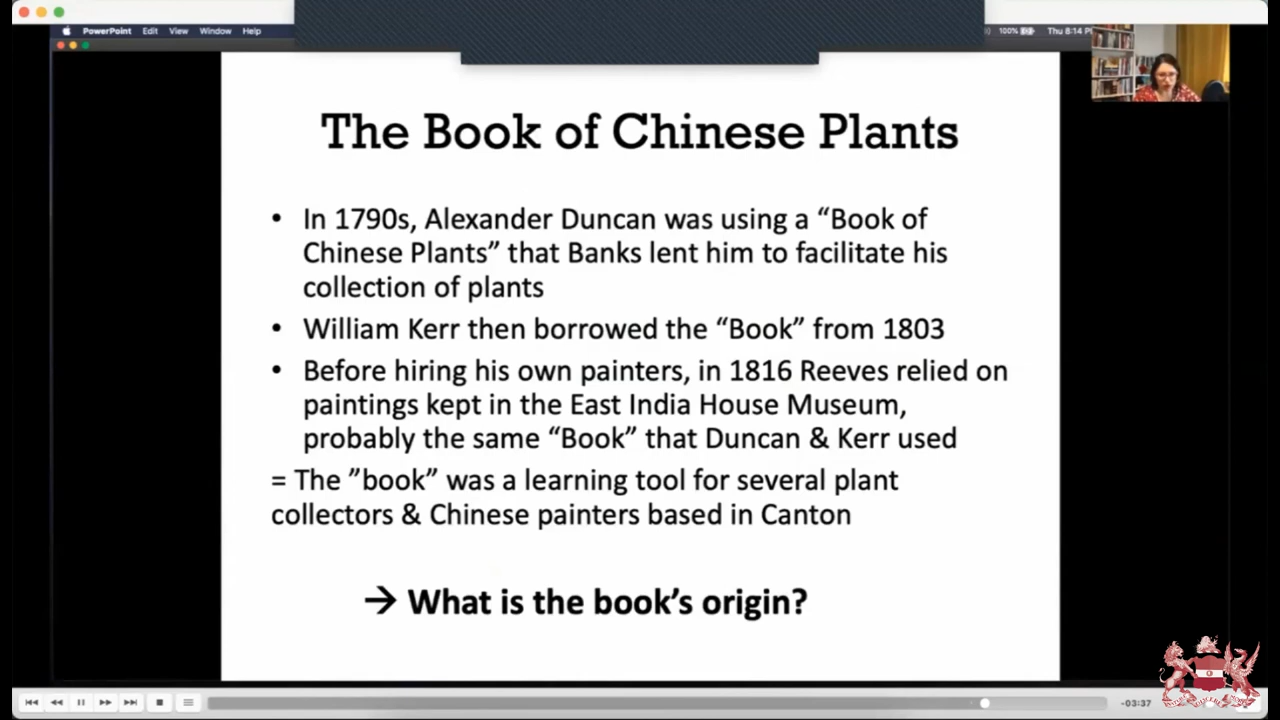 PowerPoint Edit View Window Help
100% Thu 8:14 P
The Book of Chinese Plants
• In 1790s, Alexander Duncan was using a “Book of
Chinese Plants” that Banks lent him to facilitate his
collection of plants
• William Kerr then borrowed the “Book” from 1803
• Before hiring his own painters, in 1816 Reeves relied on
paintings kept in the East India House Museum,
probably the same “Book” that Duncan & Kerr used
= The ”book” was a learning tool for several plant
collectors & Chinese painters based in Canton
→ What is the book’s origin?
-03:37